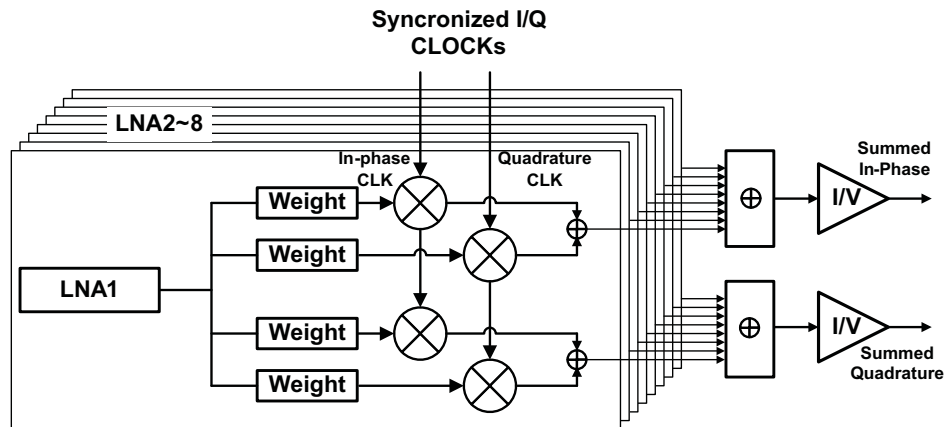 Syncronized I/Q
CLOCKs
LNA2~8
In-phase
CLK
Quadrature
CLK
Summed
In-Phase
Weight
I/V
Weight
LNA1
Weight
I/V
Weight
Summed
Quadrature